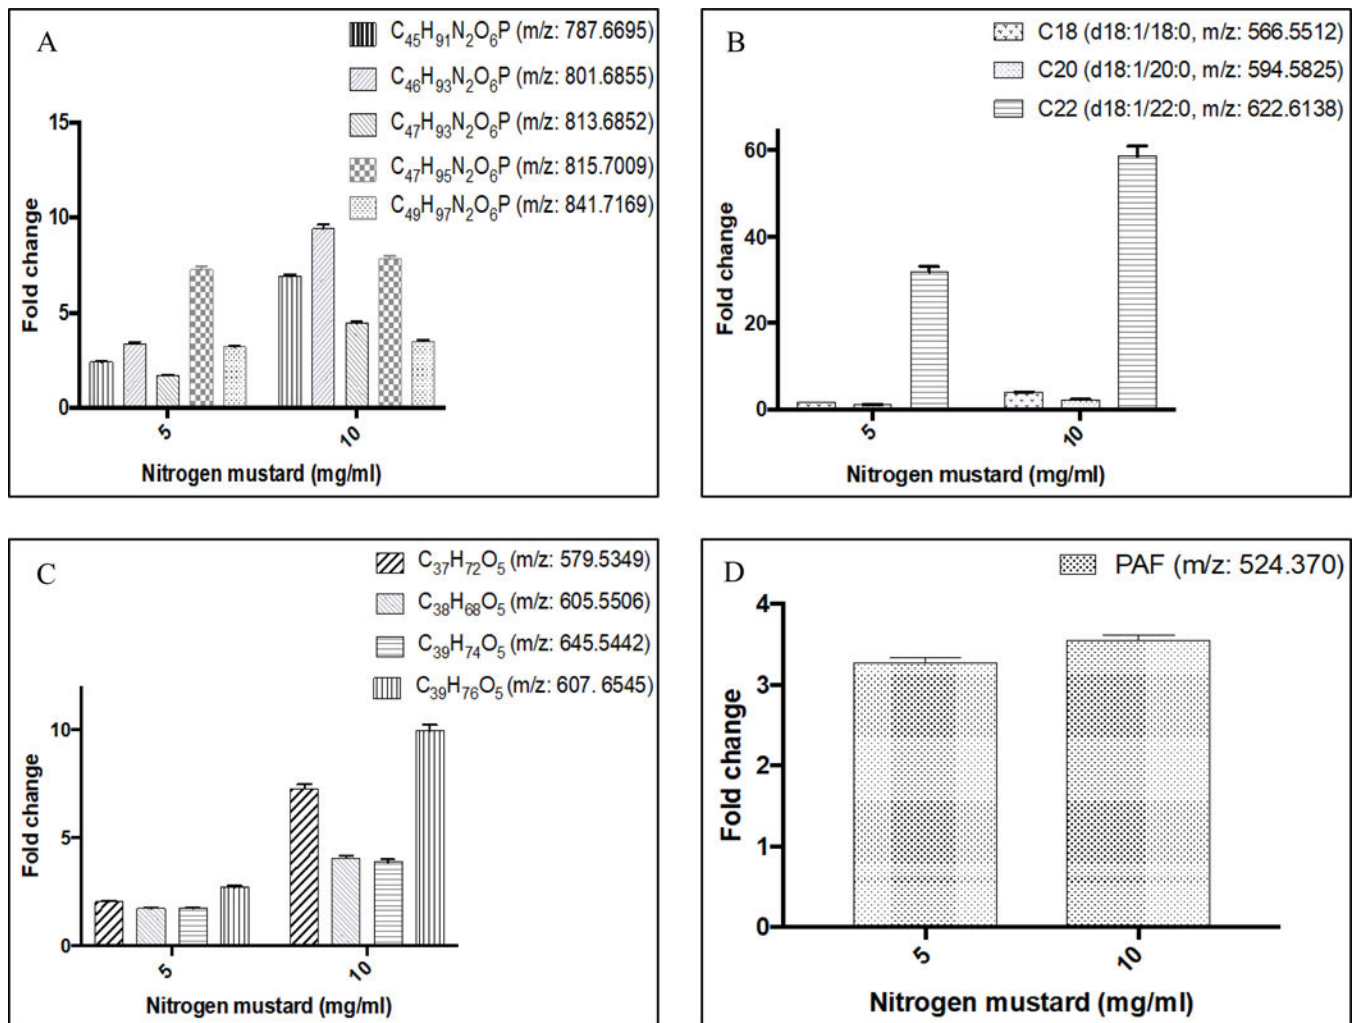 A
C45H91N2O6P (m/z: 787.6695)
C46H93N2O6P (m/z: 801.6855)
C47H93N2O6P (m/z: 813.6852)
C47H95N2O6P (m/z: 815.7009)
C49H97N2O6P (m/z: 841.7169)
15
10
5
0
Fold change
5
10
Nitrogen mustard (mg/ml)
B
C18 (d18:1/18:0, m/z: 566.5512)
C20 (d18:1/20:0, m/z: 594.5825)
C22 (d18:1/22:0, m/z: 622.6138)
60
40
20
0
Fold change
5
10
Nitrogen mustard (mg/ml)
C
C37H72O5 (m/z: 579.5349)
C38H68O5 (m/z: 605.5506)
C39H74O5 (m/z: 645.5442)
C39H76O5 (m/z: 607. 6545)
10
5
0
Fold change
5
10
Nitrogen mustard (mg/ml)
D
PAF (m/z: 524.370)
4
3
2
1
0
Fold change
5
10
Nitrogen mustard (mg/ml)